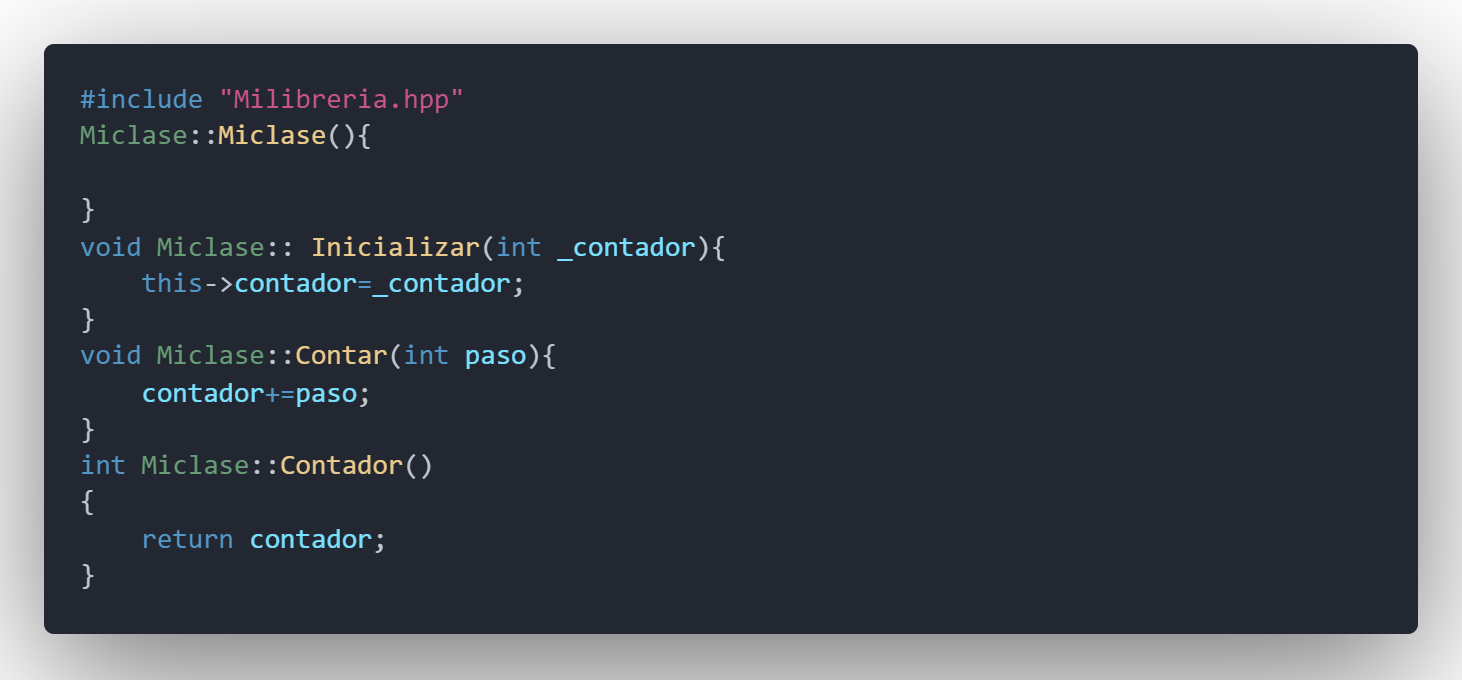 #include "Milibreria.hpp"
Miclase::Miclase(){

}
void Miclase:: Inicializar(int _contador){
    this->contador=_contador;
}
void Miclase::Contar(int paso){
    contador+=paso;
}
int Miclase::Contador()
{
    return contador;
}